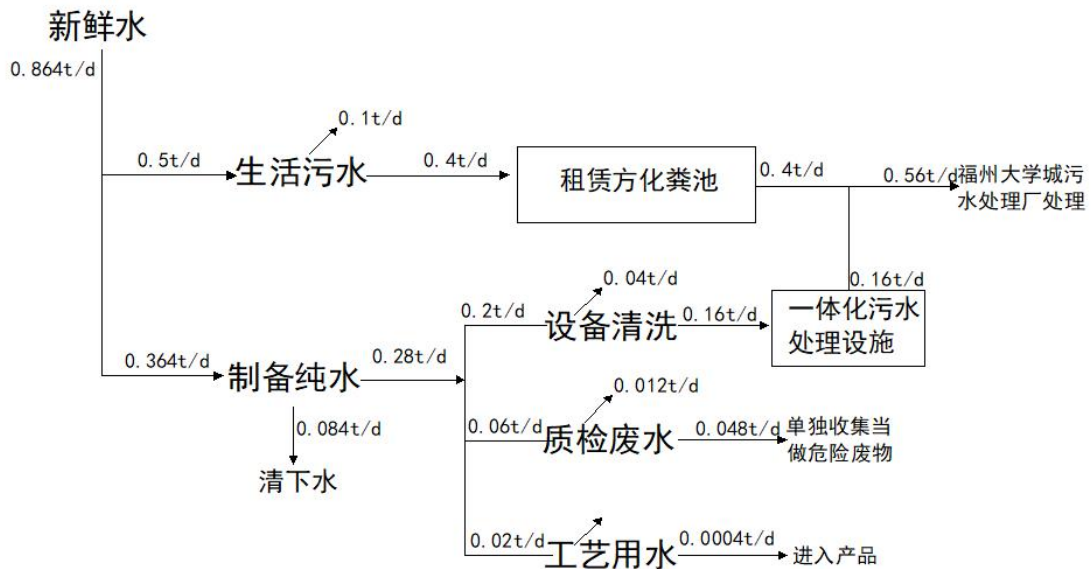 新鲜水
0.864t/d
0.1t/d
0.5t/d
生活污水
0.4t/d
租赁方化粪池
0.4t/d
0.56t/d
福州大学城污
水处理厂处理
0.04t/d
0.16t/d
0.2t/d
设备清洗
0.16t/d
一体化污水
处理设施
0.364t/d
制备纯水
0.28t/d
0.012t/d
0.084t/d
清下水
0.06t/d
质检废水
0.048t/d
单独收集当
做危险废物
0.02t/d
工艺用水
0.0004t/d
进入产品